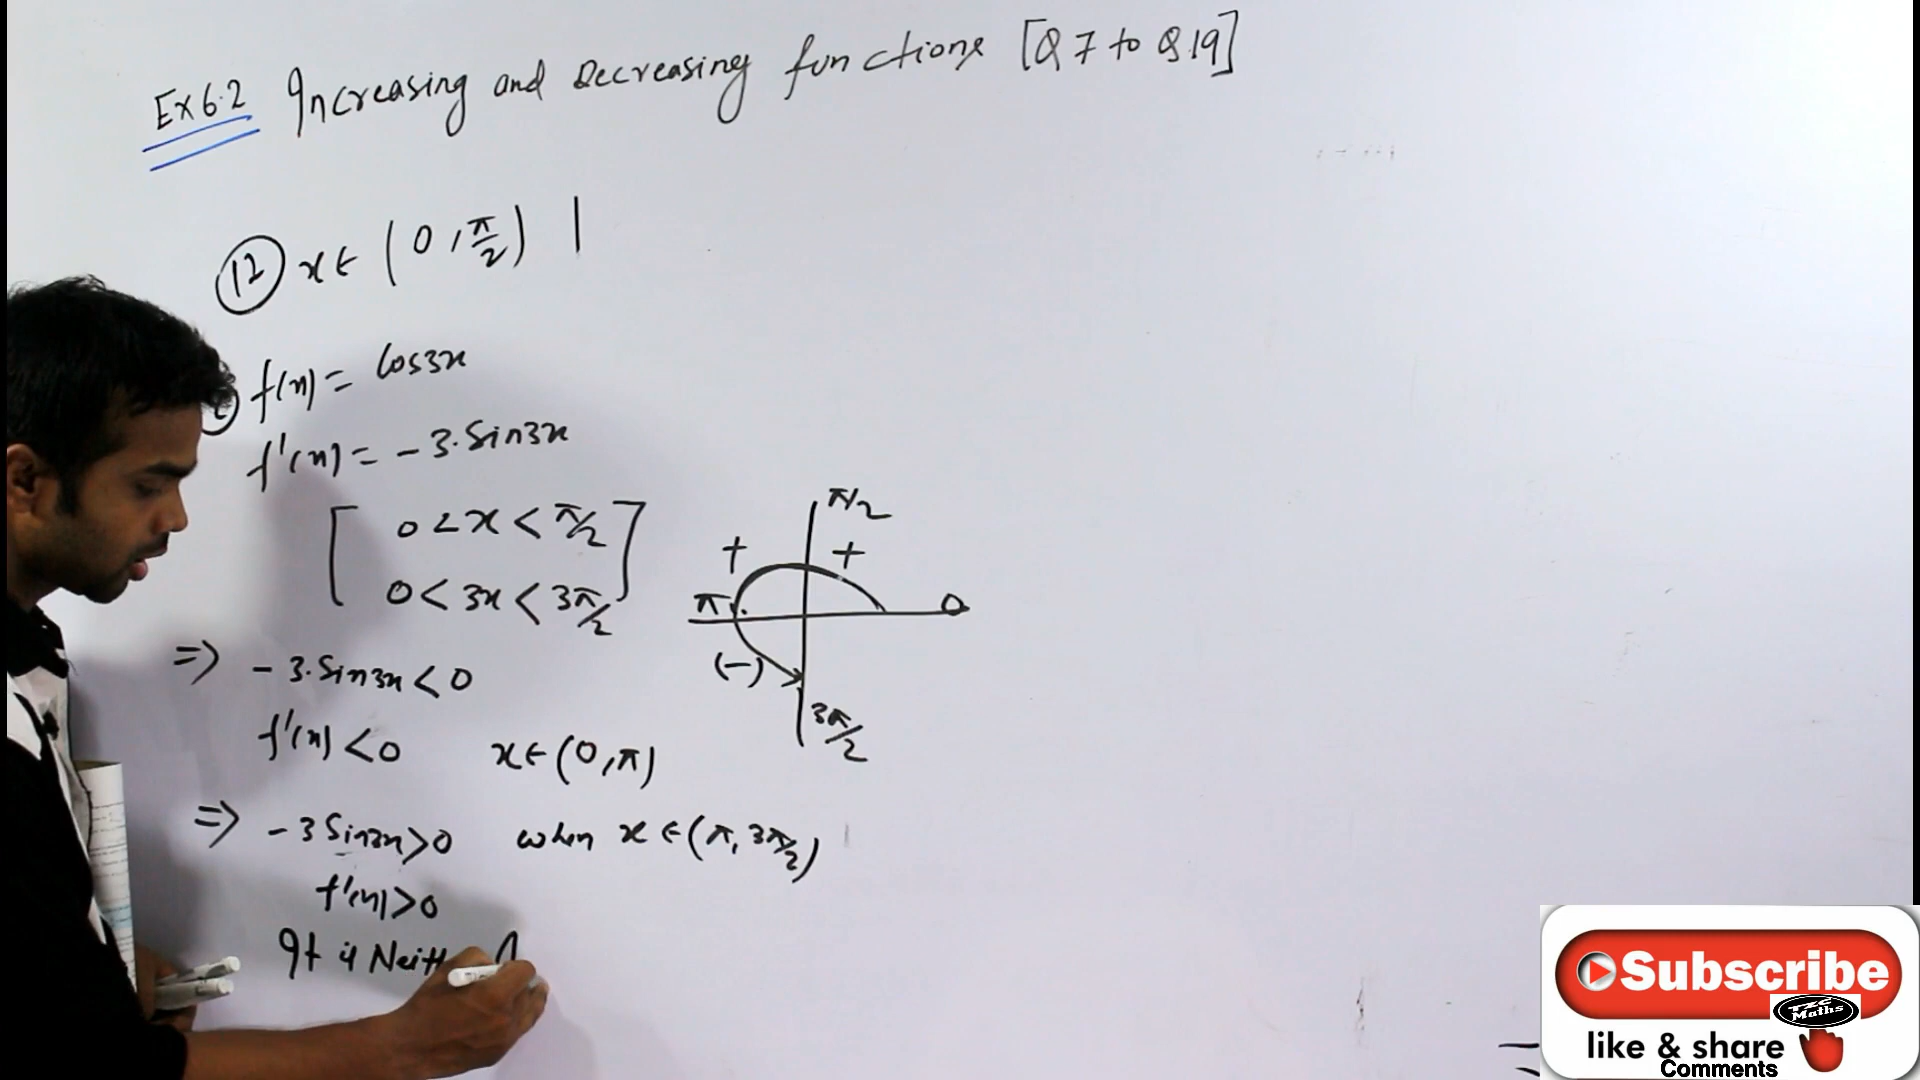 Ex 6.2 Increasing and Decreasing functions [Q 7 to Q.19]
(12) x ∈ (0, π/2) |
f(x) = Cos3x
f'(x) = - 3. Sin3x
[ 0 < x < π/2 ]
0 < 3x < 3π/2
π/2
+ +
π 0
(-)
3π/2
=> - 3. Sin3x < 0
f'(x) < 0 x ∈ (0, π)
=> - 3 Sin3x > 0 when x ∈ (π, 3π/2)
f'(x) > 0
It is
Subscribe
TZC Maths
like & share
Comments